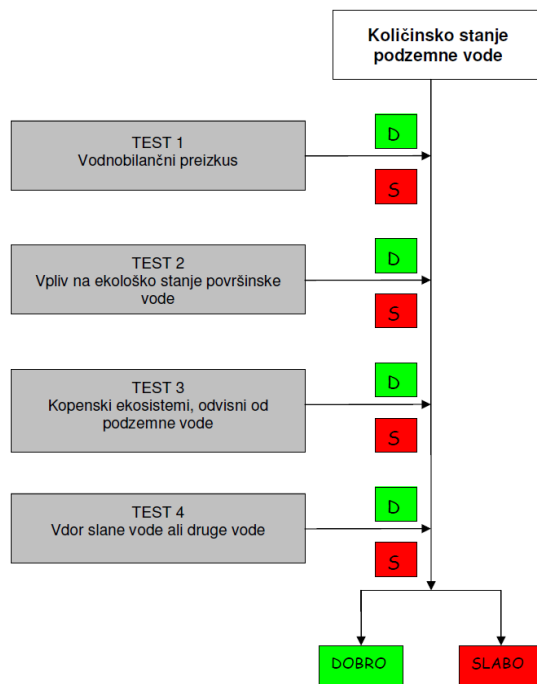 Količinsko stanje
podzemne vode
TEST 1
Vodnobilančni preizkus
D
S
TEST 2
Vpliv na ekološko stanje površinske
vode
D
S
TEST 3
Kopenski ekosistemi, odvisni od
podzemne vode
D
S
TEST 4
Vdor slane vode ali druge vode
D
S
DOBRO
SLABO